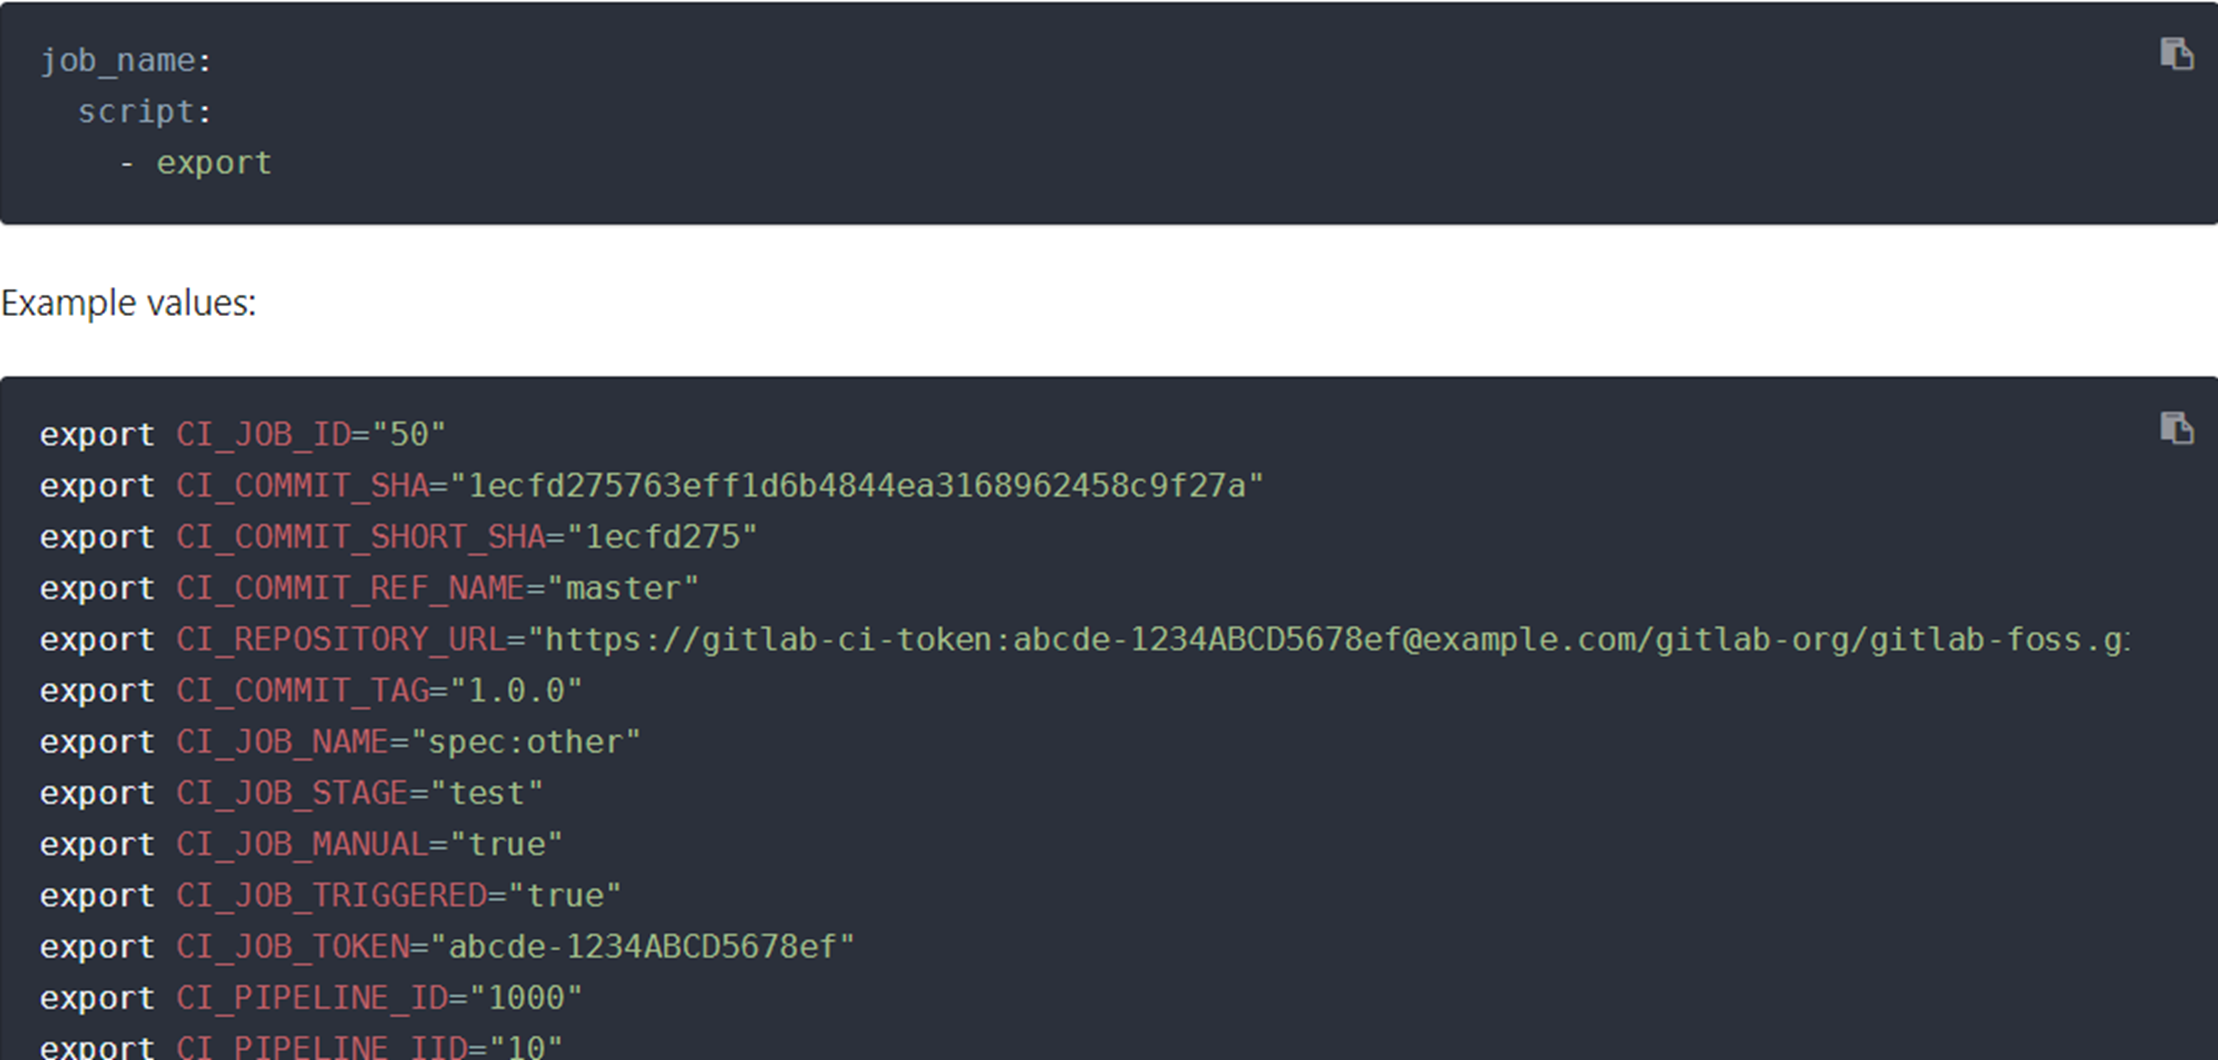 job_name:
  script:
    - export
Example values:
export CI_JOB_ID="50"
export CI_COMMIT_SHA="1ecfd275763eff1d6b4844ea3168962458c9f27a"
export CI_COMMIT_SHORT_SHA="1ecfd275"
export CI_COMMIT_REF_NAME="master"
export CI_REPOSITORY_URL="https://gitlab-ci-token:abcde-1234ABCD5678ef@example.com/gitlab-org/gitlab-foss.gi
export CI_COMMIT_TAG="1.0.0"
export CI_JOB_NAME="spec:other"
export CI_JOB_STAGE="test"
export CI_JOB_MANUAL="true"
export CI_JOB_TRIGGERED="true"
export CI_JOB_TOKEN="abcde-1234ABCD5678ef"
export CI_PIPELINE_ID="1000"
export CI_PIPELINE_IID="10"